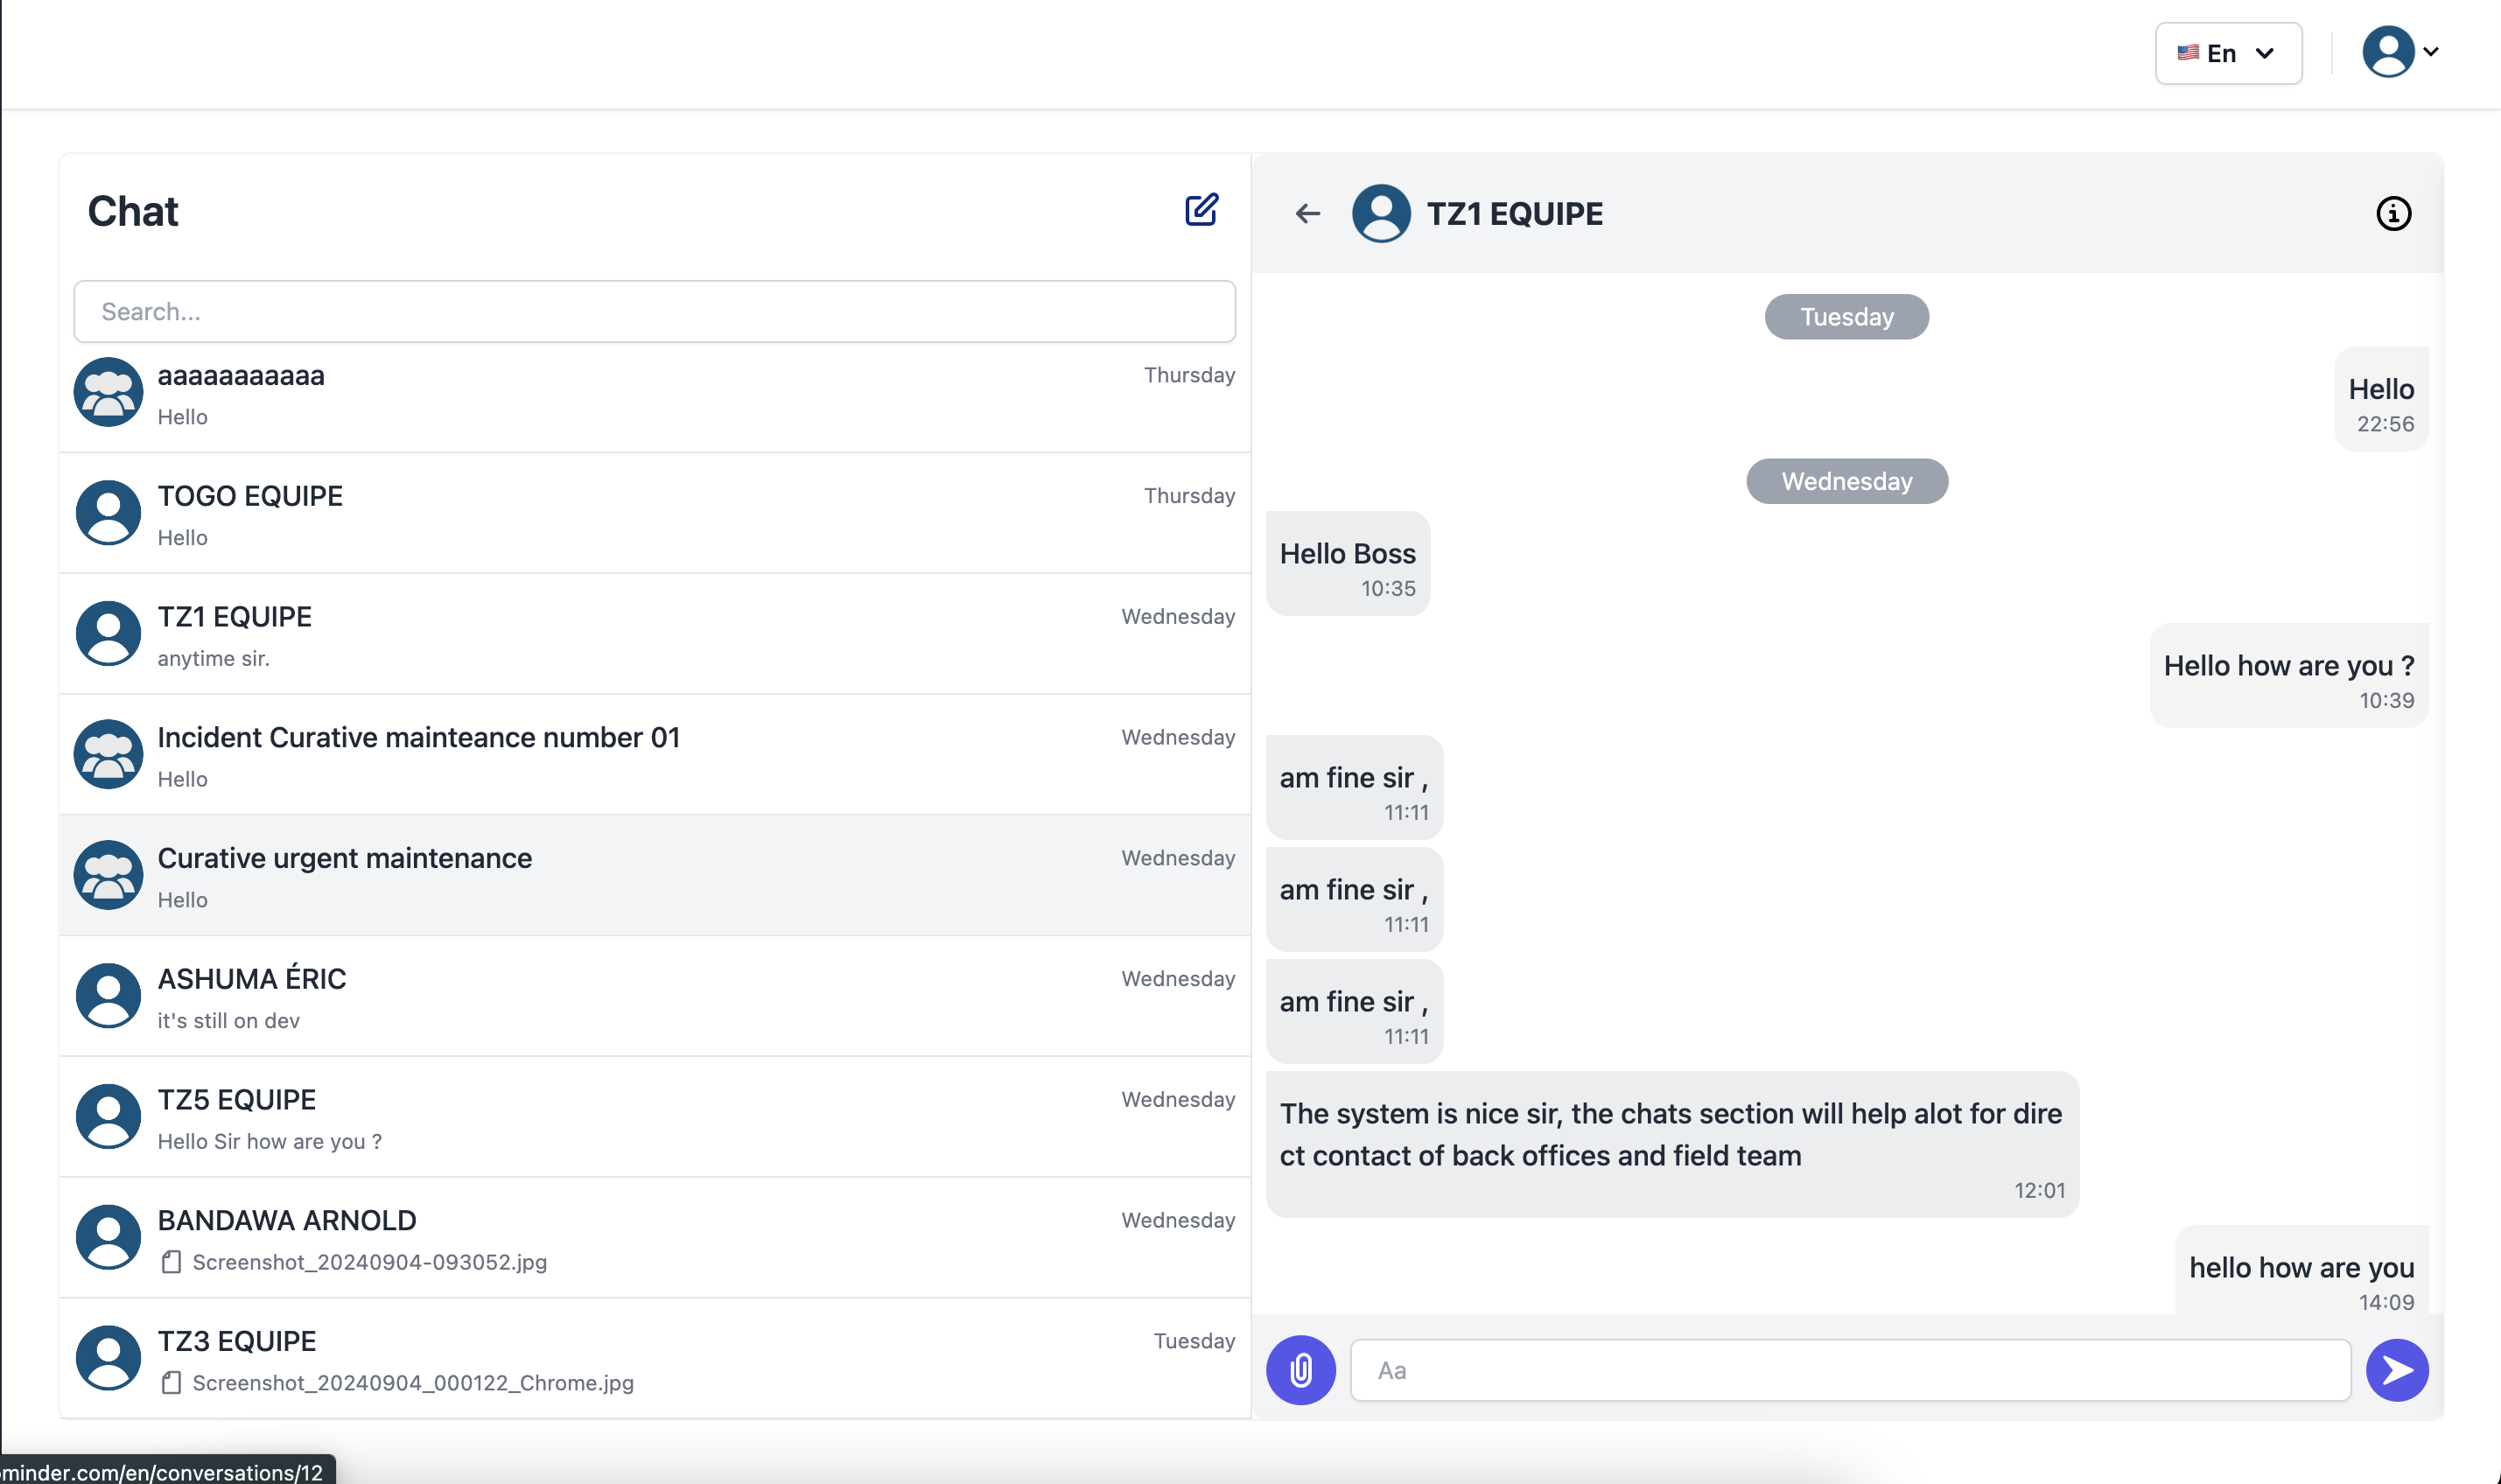 En
Chat
Search...
aaaaaaaaaaa
Thursday
Hello
TOGO EQUIPE
Thursday
Hello
TZ1 EQUIPE
Wednesday
anytime sir.
Incident Curative mainteance number 01
Wednesday
Hello
Curative urgent maintenance
Wednesday
Hello
ASHUMA ÉRIC
Wednesday
it's still on dev
TZ5 EQUIPE
Wednesday
Hello Sir how are you ?
BANDAWA ARNOLD
Wednesday
Screenshot_20240904-093052.jpg
TZ3 EQUIPE
Tuesday
Screenshot_20240904_000122_Chrome.jpg
TZ1 EQUIPE
Tuesday
Hello
22:56
Wednesday
Hello Boss
10:35
Hello how are you ?
10:39
am fine sir ,
11:11
am fine sir ,
11:11
am fine sir ,
11:11
The system is nice sir, the chats section will help alot for dire
ct contact of back offices and field team
12:01
hello how are you
14:09
Aa
minder.com/en/conversations/12